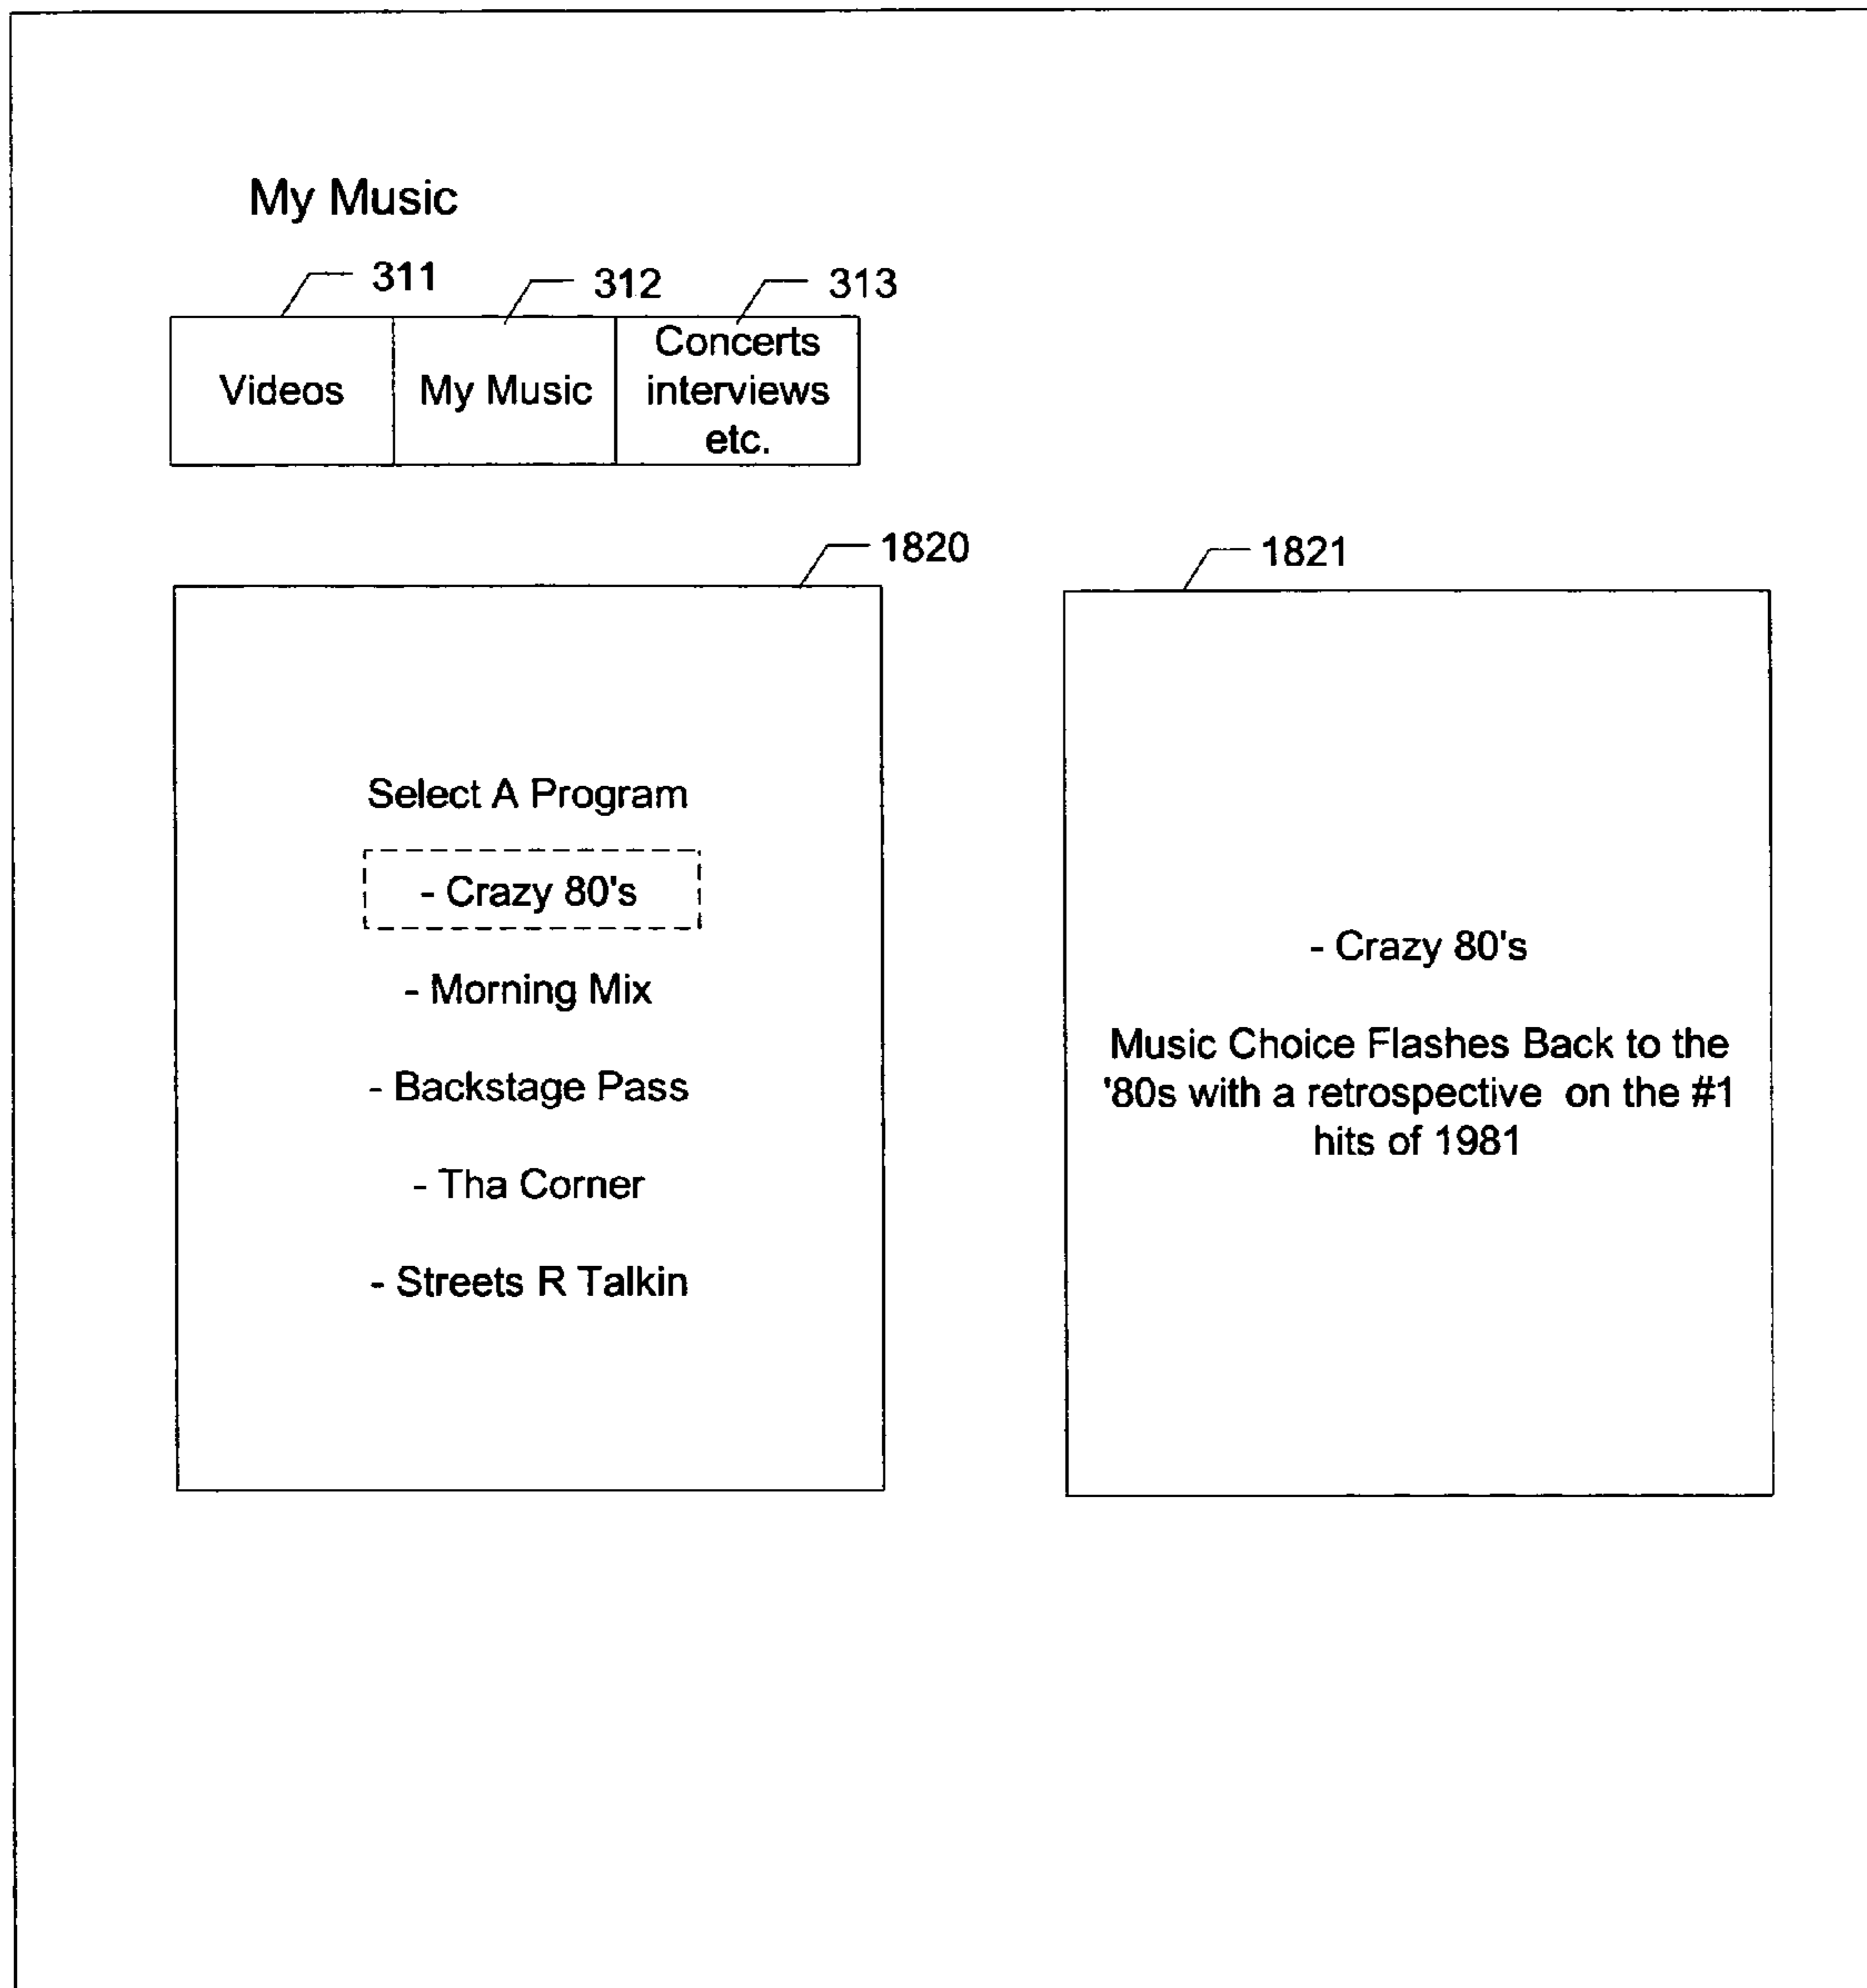 My Music
311
312
313
Videos
My Music
Concerts
interviews
etc.
1820
1821
Select A Program
- Crazy 80's
- Morning Mix
- Backstage Pass
- Tha Corner
- Streets R Talkin
- Crazy 80's
Music Choice Flashes Back to the
'80s with a retrospective on the #1
hits of 1981